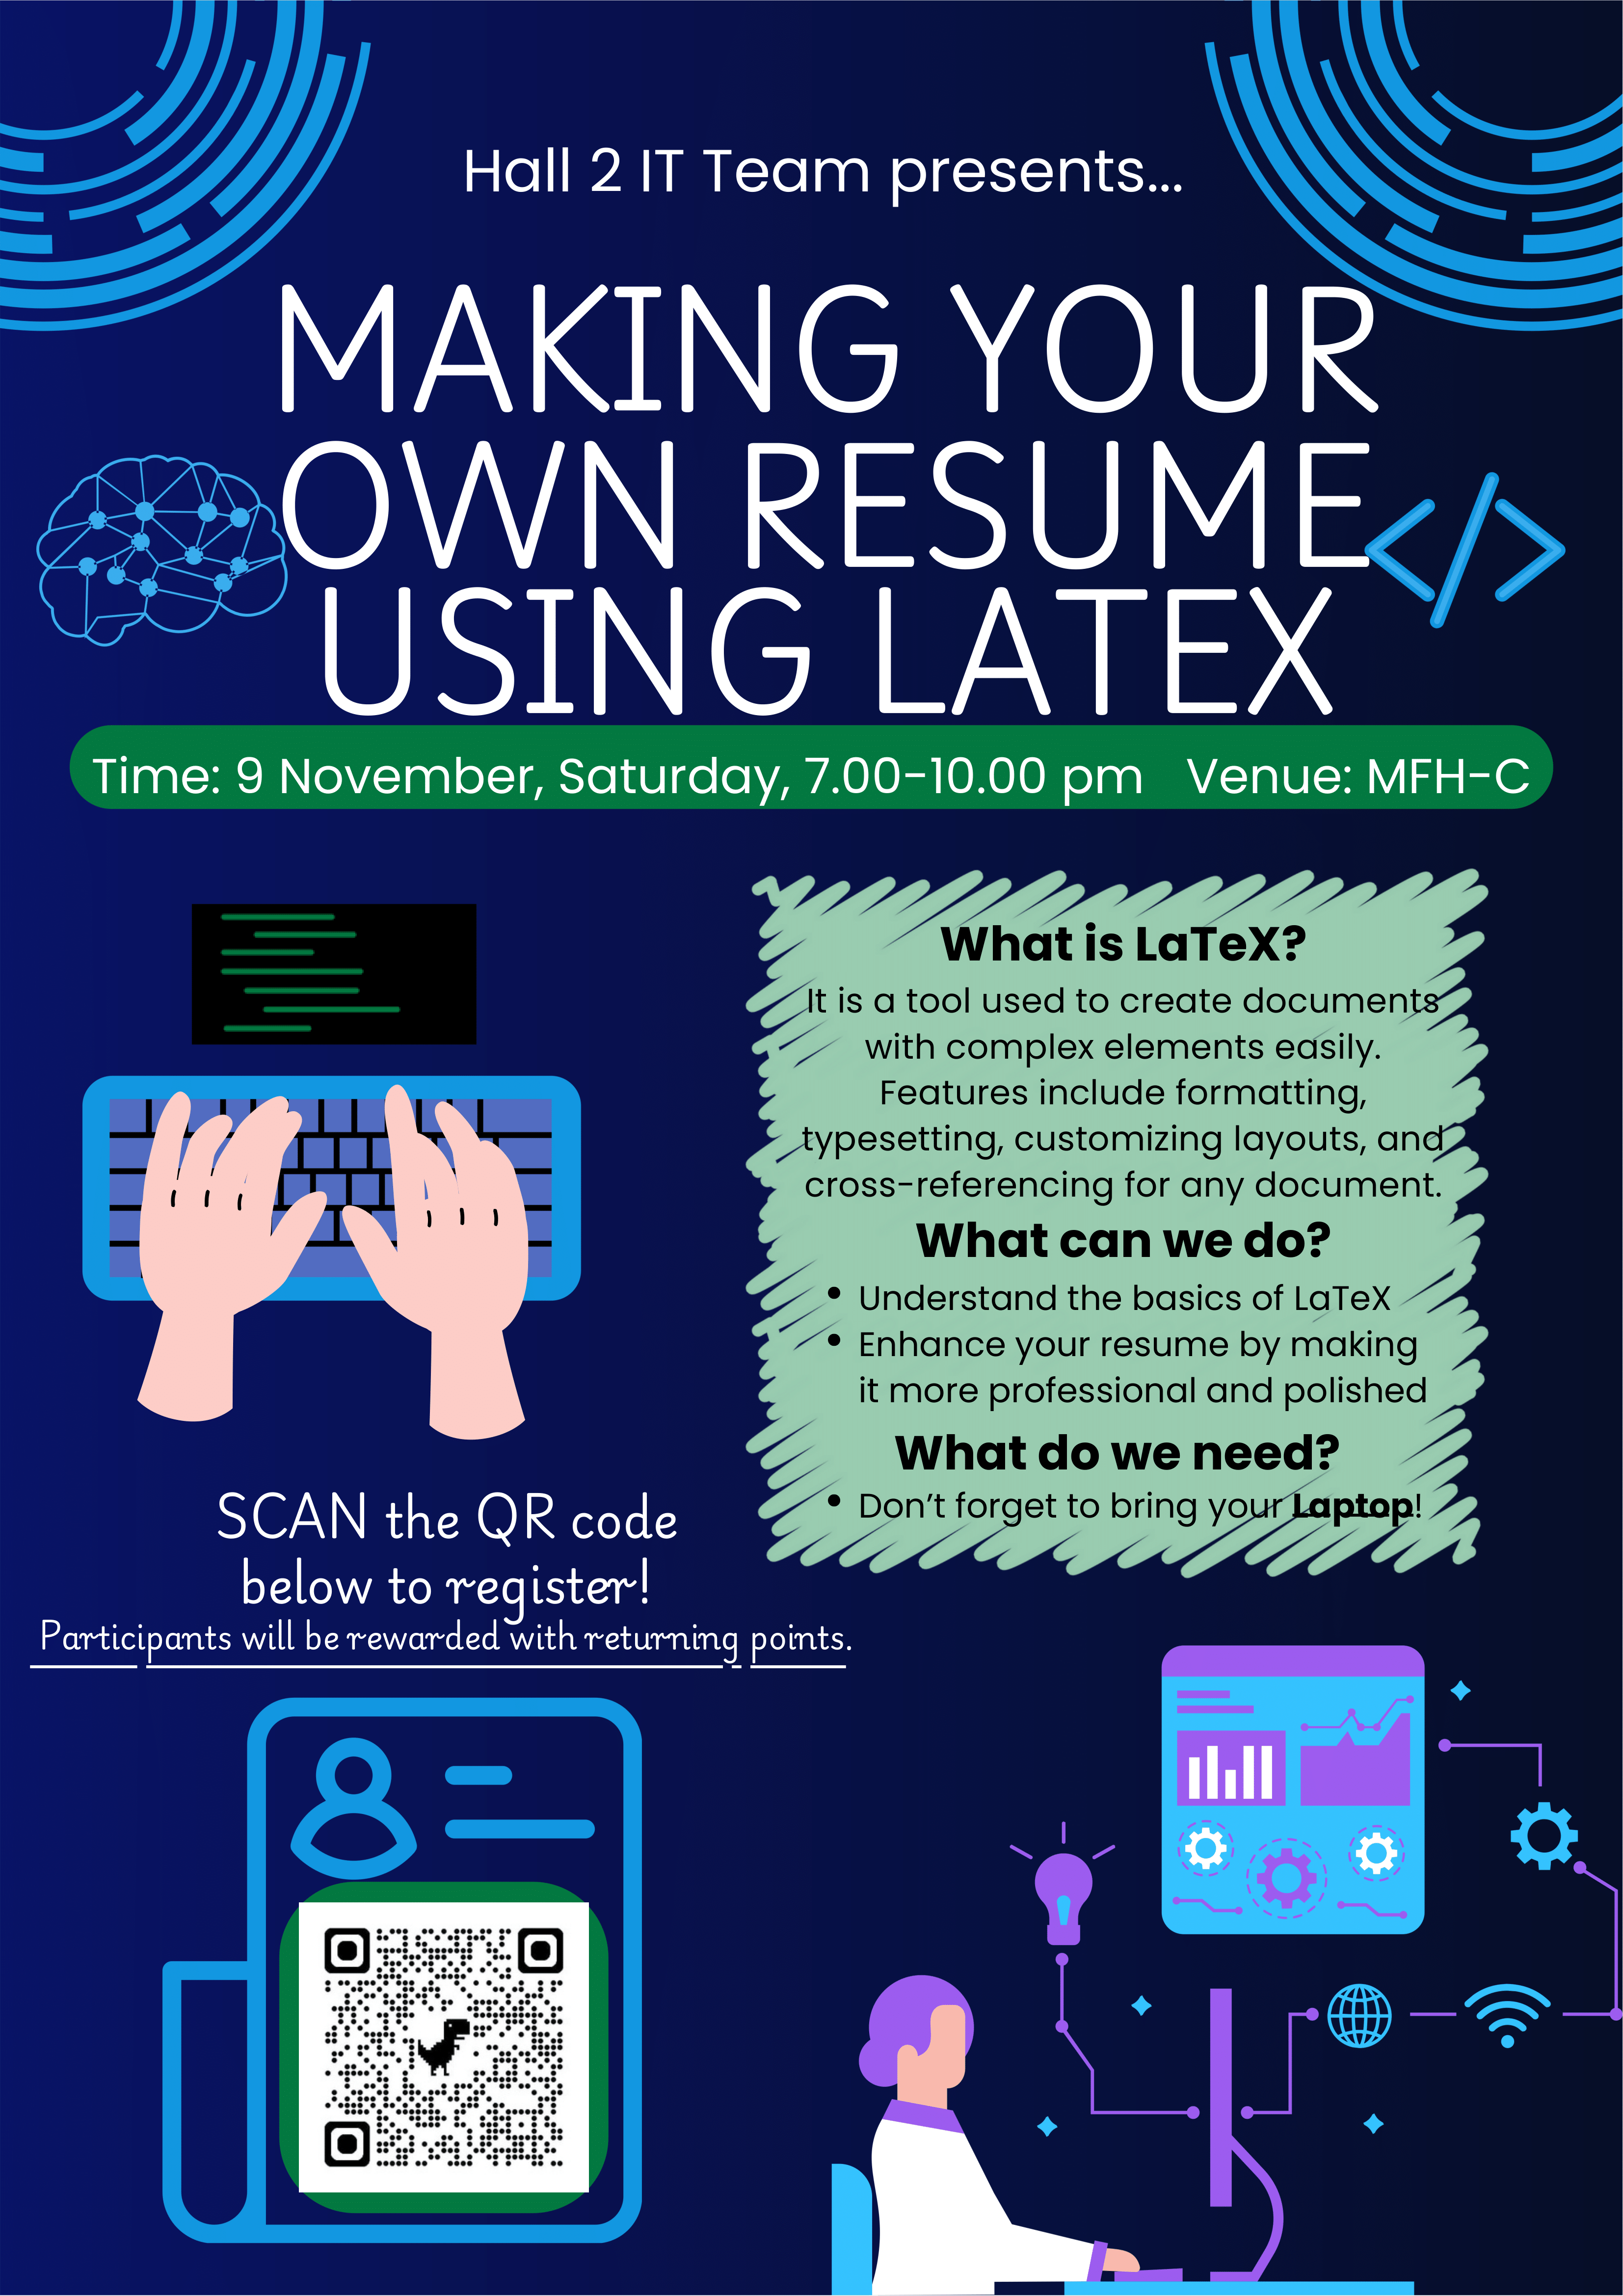 Hall 2 IT Team presents...
MAKING YOUR
OWN RESUME
USING LATEX
Time: 9 November, Saturday, 7.00-10.00 pm Venue: MFH-C
What is LaTeX?
It is a tool used to create documents
with complex elements easily.
Features include formatting,
typesetting, customizing layouts, and
cross-referencing for any document.
What can we do?
• Understand the basics of LaTeX
• Enhance your resume by making
it more professional and polished
What do we need?
• Don't forget to bring your Laptop!
SCAN the QR code
below to register!
Participants will be rewarded with returning points.